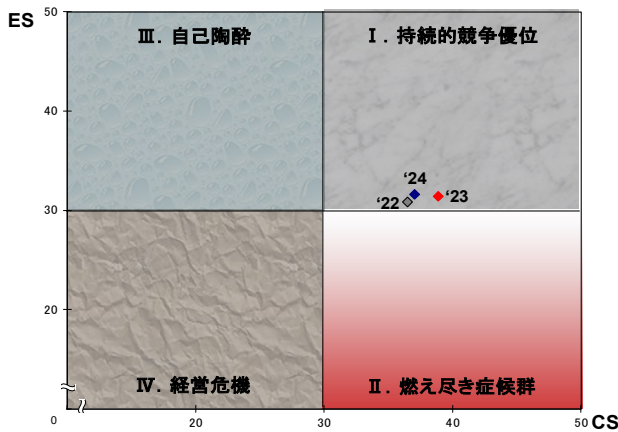 ES
50
Ⅲ. 自己陶酔
Ⅰ. 持続的競争優位
40
‘24
‘22
‘23
30
20
Ⅳ. 経営危機
Ⅱ. 燃え尽き症候群
0
20
30
40
50
CS